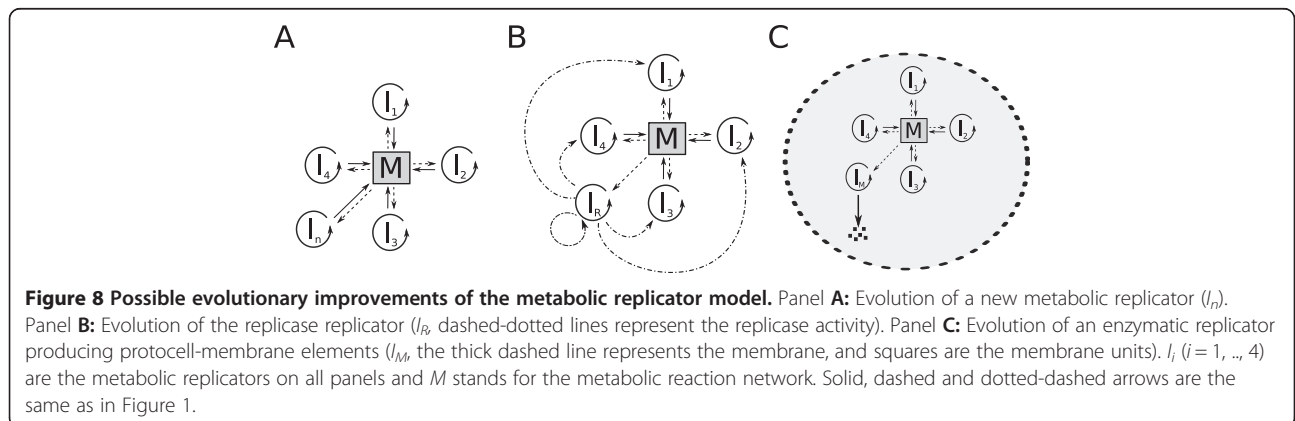 A
B
C
I1
I4
M
I2
In
I3
I1
I4
M
I2
IR
I3
I1
I4
M
I2
IM
I3
Figure 8 Possible evolutionary improvements of the metabolic replicator model. Panel A: Evolution of a new metabolic replicator (In).
Panel B: Evolution of the replicase replicator (IR, dashed-dotted lines represent the replicase activity). Panel C: Evolution of an enzymatic replicator
producing protocell-membrane elements (IM, the thick dashed line represents the membrane, and squares are the membrane units). Ii (i = 1, .., 4)
are the metabolic replicators on all panels and M stands for the metabolic reaction network. Solid, dashed and dotted-dashed arrows are the
same as in Figure 1.